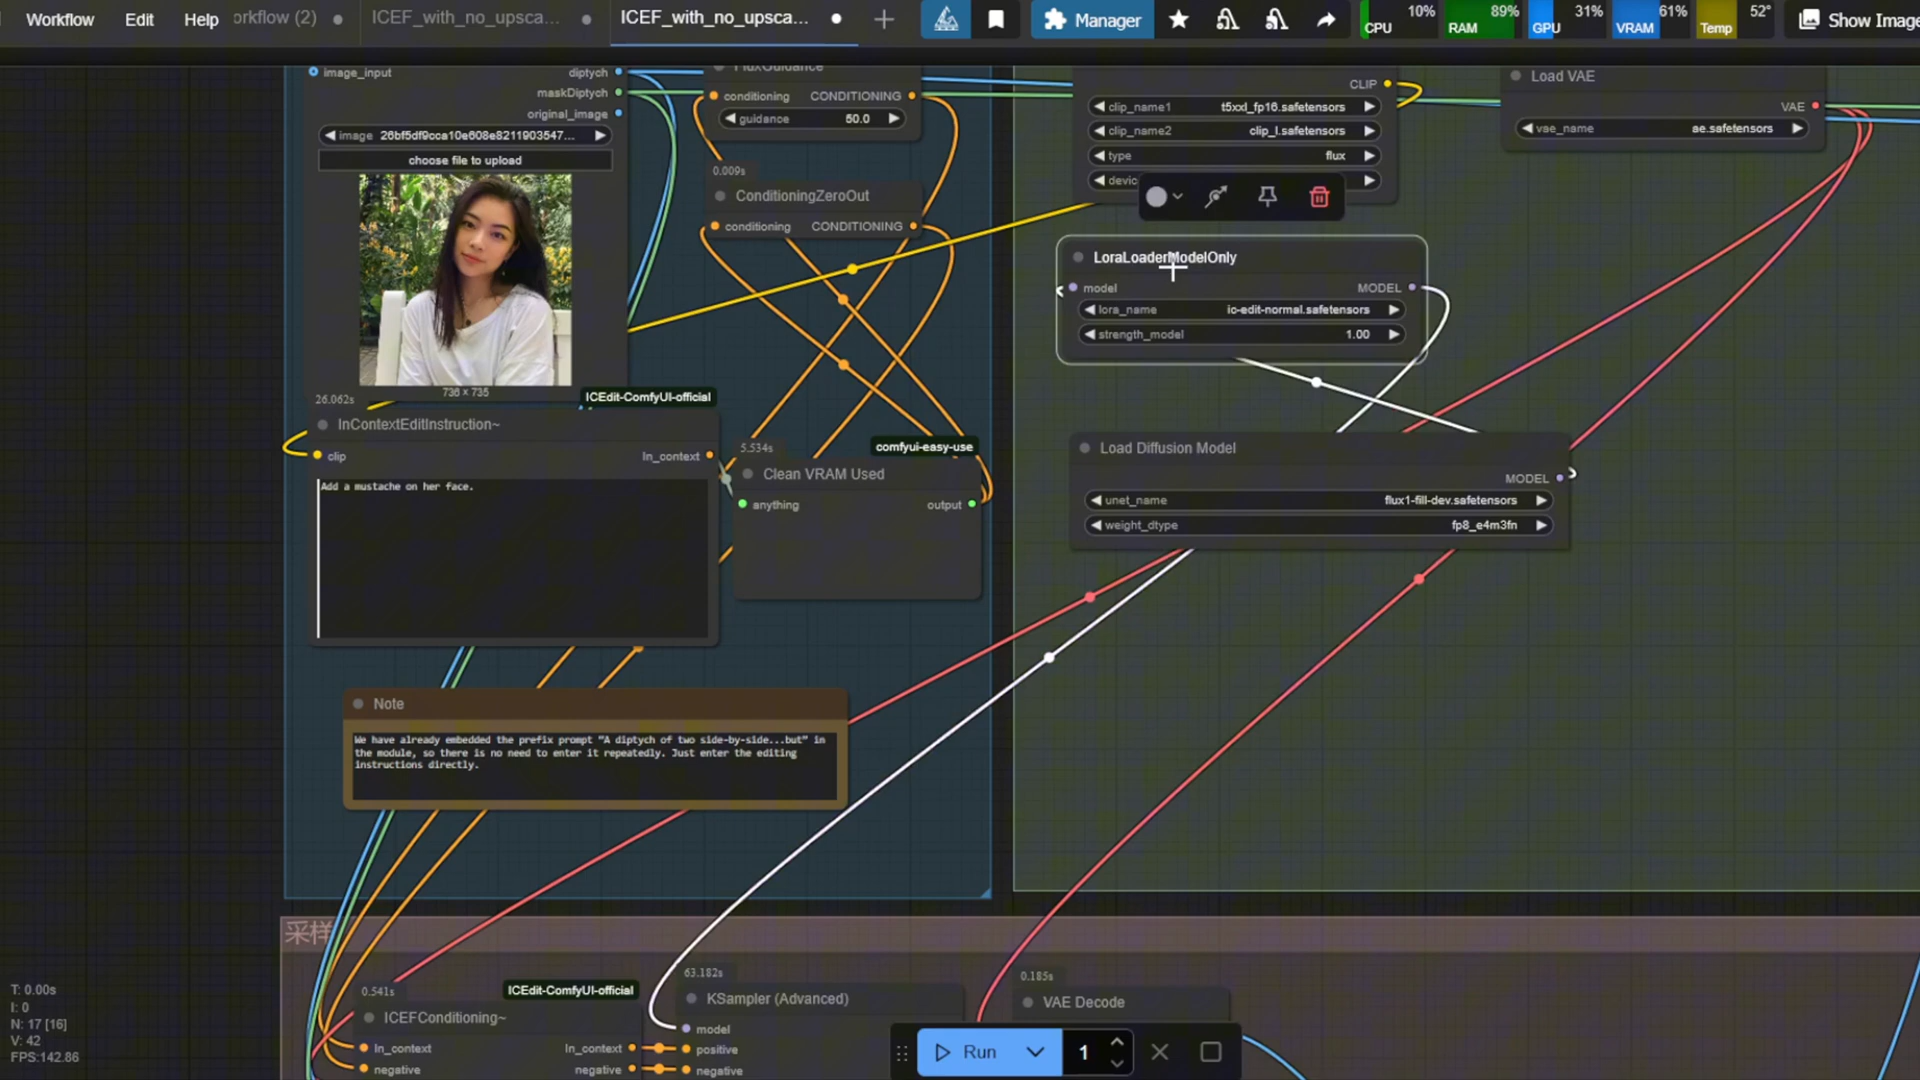 Workflow
Edit
Help
orkflow (2)
ICEF_with_no_upsca...
ICEF_with_no_upsca...
Manager
CPU
10%
RAM
89%
GPU
31%
VRAM
61%
Temp
52°
Show Image
image_input
diptych
maskDiptych
original_image
image
26bf5df9cca10e608e8211903547...
choose file to upload
736 x 735
FluxGuidance
conditioning
CONDITIONING
guidance
50.0
0.009s
ConditioningZeroOut
conditioning
CONDITIONING
CLIP
clip_name1
t5xxl_fp16.safetensors
clip_name2
clip_l.safetensors
type
flux
devic
Load VAE
VAE
vae_name
ae.safetensors
LoraLoaderModelOnly
model
MODEL
lora_name
ic-edit-normal.safetensors
strength_model
1.00
26.062s
ICEdit-ComfyUI-official
InContextEditInstruction~
clip
In_context
Add a mustache on her face.
5.534s
comfyui-easy-use
Clean VRAM Used
anything
output
Load Diffusion Model
MODEL
unet_name
flux1-fill-dev.safetensors
weight_dtype
fp8_e4m3fn
Note
We have already embedded the prefix prompt "A diptych of two side-by-side...but" in
the module, so there is no need to enter it repeatedly. Just enter the editing
instructions directly.
采样
0.541s
ICEdit-ComfyUI-official
ICEFConditioning~
In_context
In_context
negative
negative
63.182s
KSampler (Advanced)
model
positive
negative
0.185s
VAE Decode
Run
1
T: 0.00s
I: 0
N: 17 [16]
V: 42
FPS:142.86